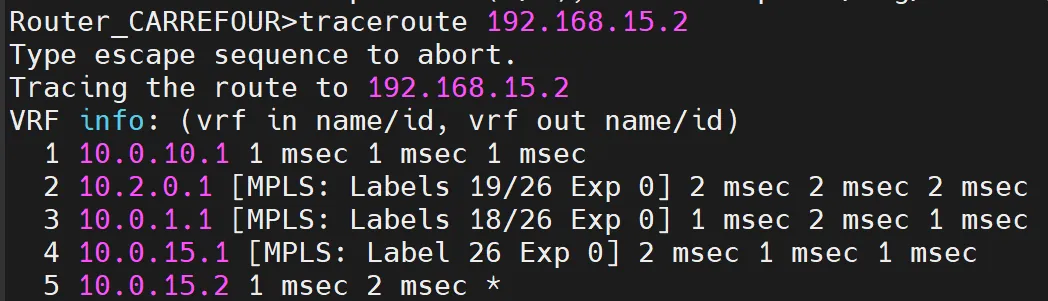 Router_CARREFOUR>traceroute 192.168.15.2
Type escape sequence to abort.
Tracing the route to 192.168.15.2
VRF info: (vrf in name/id, vrf out name/id)
  1 10.0.10.1 1 msec 1 msec 1 msec
  2 10.2.0.1 [MPLS: Labels 19/26 Exp 0] 2 msec 2 msec 2 msec
  3 10.0.1.1 [MPLS: Labels 18/26 Exp 0] 1 msec 2 msec 1 msec
  4 10.0.15.1 [MPLS: Label 26 Exp 0] 2 msec 1 msec 1 msec
  5 10.0.15.2 1 msec 2 msec *